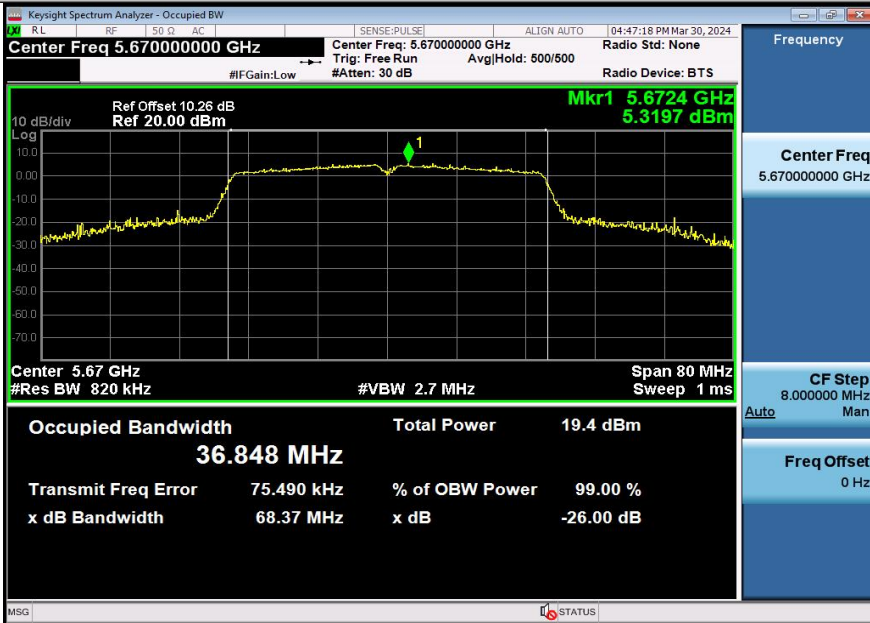 Keysight Spectrum Analyzer - Occupied BW
LXI RL RF 50 Ω AC SENSE:PULSE ALIGN AUTO 04:47:18 PM Mar 30, 2024
Center Freq 5.670000000 GHz
Center Freq: 5.670000000 GHz Radio Std: None
Trig: Free Run Avg|Hold: 500/500
#IFGain:Low #Atten: 30 dB Radio Device: BTS
Frequency
Ref Offset 10.26 dB Mkr1 5.6724 GHz
10 dB/div Ref 20.00 dBm 5.3197 dBm
Log
1
10.0
0.00
-10.0
-20.0
-30.0
-40.0
-50.0
-60.0
-70.0
Center 5.67 GHz Span 80 MHz
#Res BW 820 kHz #VBW 2.7 MHz Sweep 1 ms
Occupied Bandwidth Total Power 19.4 dBm
36.848 MHz
Transmit Freq Error 75.490 kHz % of OBW Power 99.00 %
x dB Bandwidth 68.37 MHz x dB -26.00 dB
Center Freq
5.670000000 GHz
CF Step
8.000000 MHz
Auto Man
Freq Offset
0 Hz
MSG STATUS